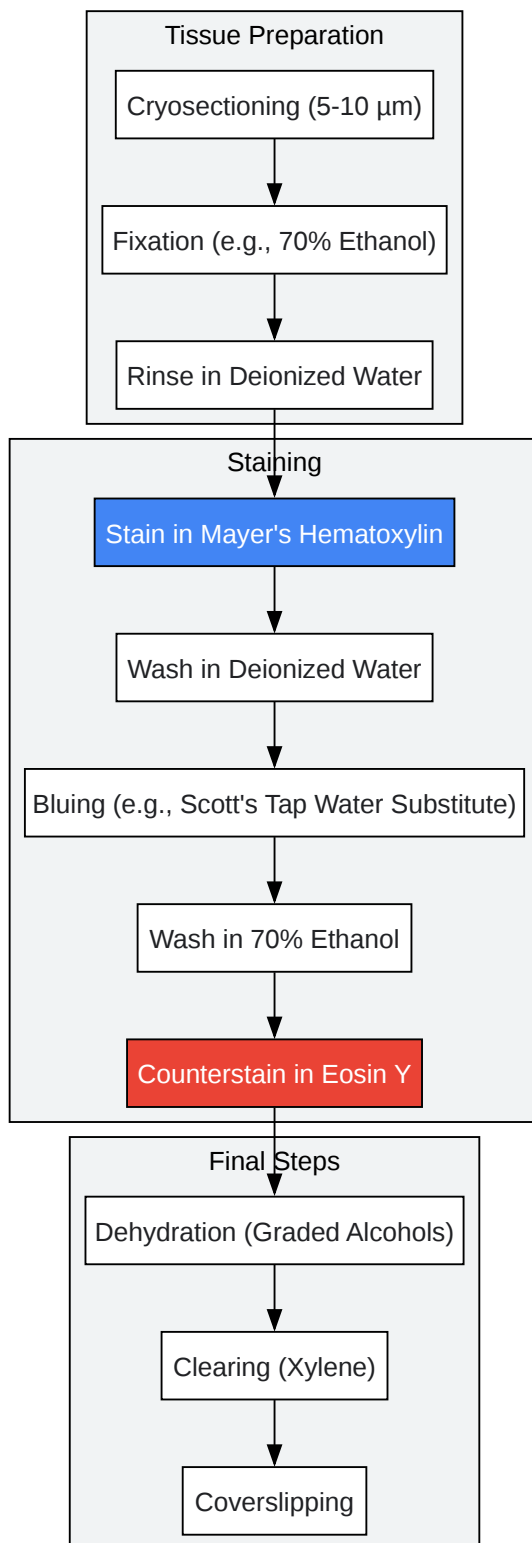 Tissue Preparation
Cryosectioning (5-10 µm)
Fixation (e.g., 70% Ethanol)
Rinse in Deionized Water
Staining
Stain in Mayer's Hematoxylin
Wash in Deionized Water
Bluing (e.g., Scott's Tap Water Substitute)
Wash in 70% Ethanol
Counterstain in Eosin Y
Final Steps
Dehydration (Graded Alcohols)
Clearing (Xylene)
Coverslipping